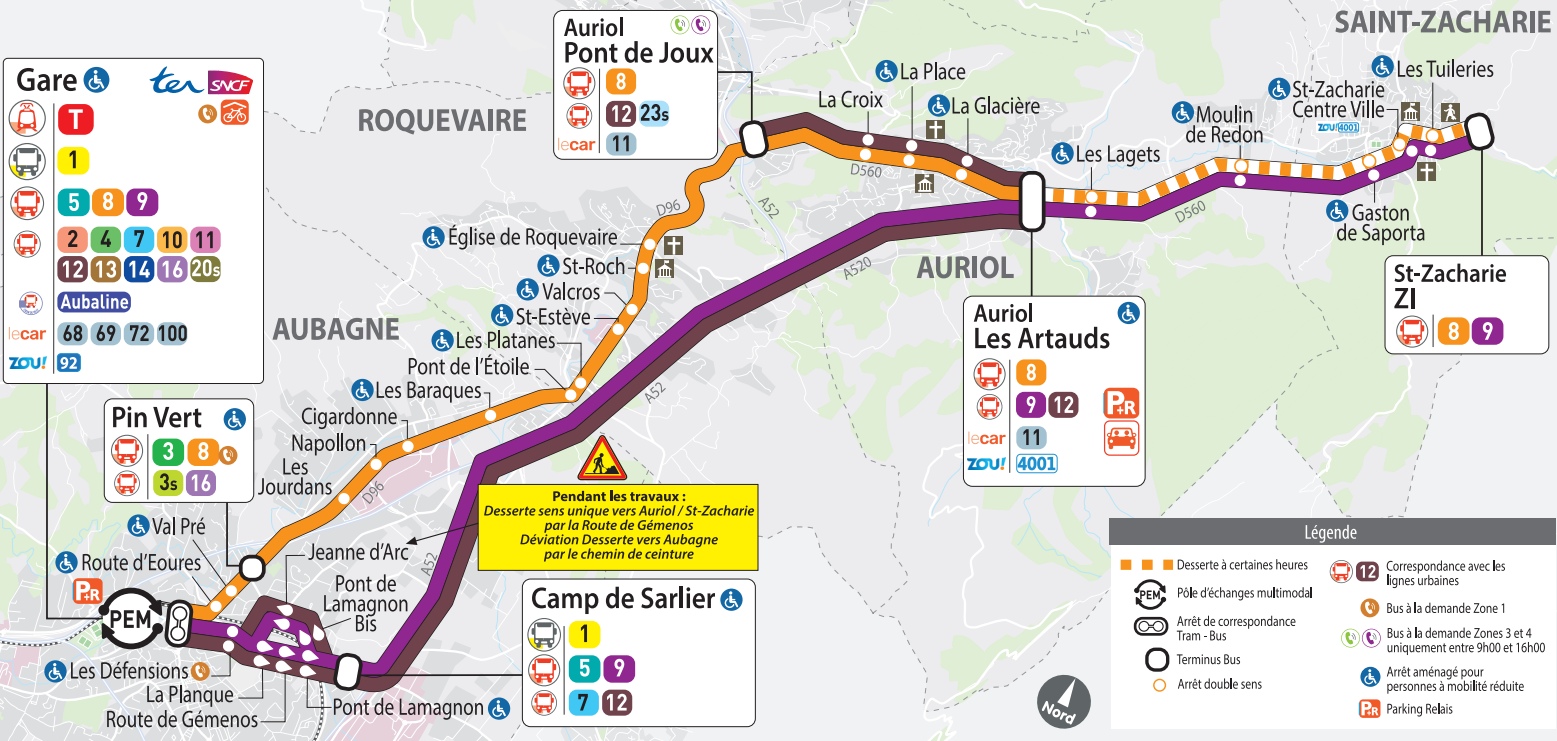 SAINT-ZACHARIE
Auriol
Pont de Joux
8
12 23s
lecar 11
Gare
ter SNCF
T
1
5 8 9
2 4 7 10 11
12 13 14 16 20s
Aubaline
lecar 68 69 72 100
ZOU! 92
ROQUEVAIRE
La Place
La Croix
La Glacière
Les Tuileries
St-Zacharie
Centre Ville
ZOU! 4001
Moulin
de Redon
Les Lagets
D560
D560
D96
A52
Gaston
de Saporta
Église de Roquevaire
St-Roch
Valcros
St-Estève
Les Platanes
Pont de l'Étoile
Les Baraques
Cigardonne
Napollon
Les
Jourdans
D96
A520
A52
A52
AURIOL
AUBAGNE
St-Zacharie
ZI
8 9
Auriol
Les Artauds
8
9 12
P+R
lecar 11
ZOU! 4001
Pin Vert
3 8
3s 16
Pendant les travaux :
Desserte sens unique vers Auriol / St-Zacharie
par la Route de Gémenos
Déviation Desserte vers Aubagne
par le chemin de ceinture
Val Pré
Route d'Eoures
P+R
PEM
Jeanne d'Arc
Pont de
Lamagnon
Bis
Les Défensions
La Planque
Route de Gémenos
Pont de Lamagnon
Camp de Sarlier
1
5 9
7 12
Nord
Légende
Desserte à certaines heures
PEM Pôle d'échanges multimodal
Arrêt de correspondance
Tram - Bus
Terminus Bus
Arrêt double sens
12 Correspondance avec les
lignes urbaines
Bus à la demande Zone 1
Bus à la demande Zones 3 et 4
uniquement entre 9h00 et 16h00
Arrêt aménagé pour
personnes à mobilité réduite
P+R Parking Relais